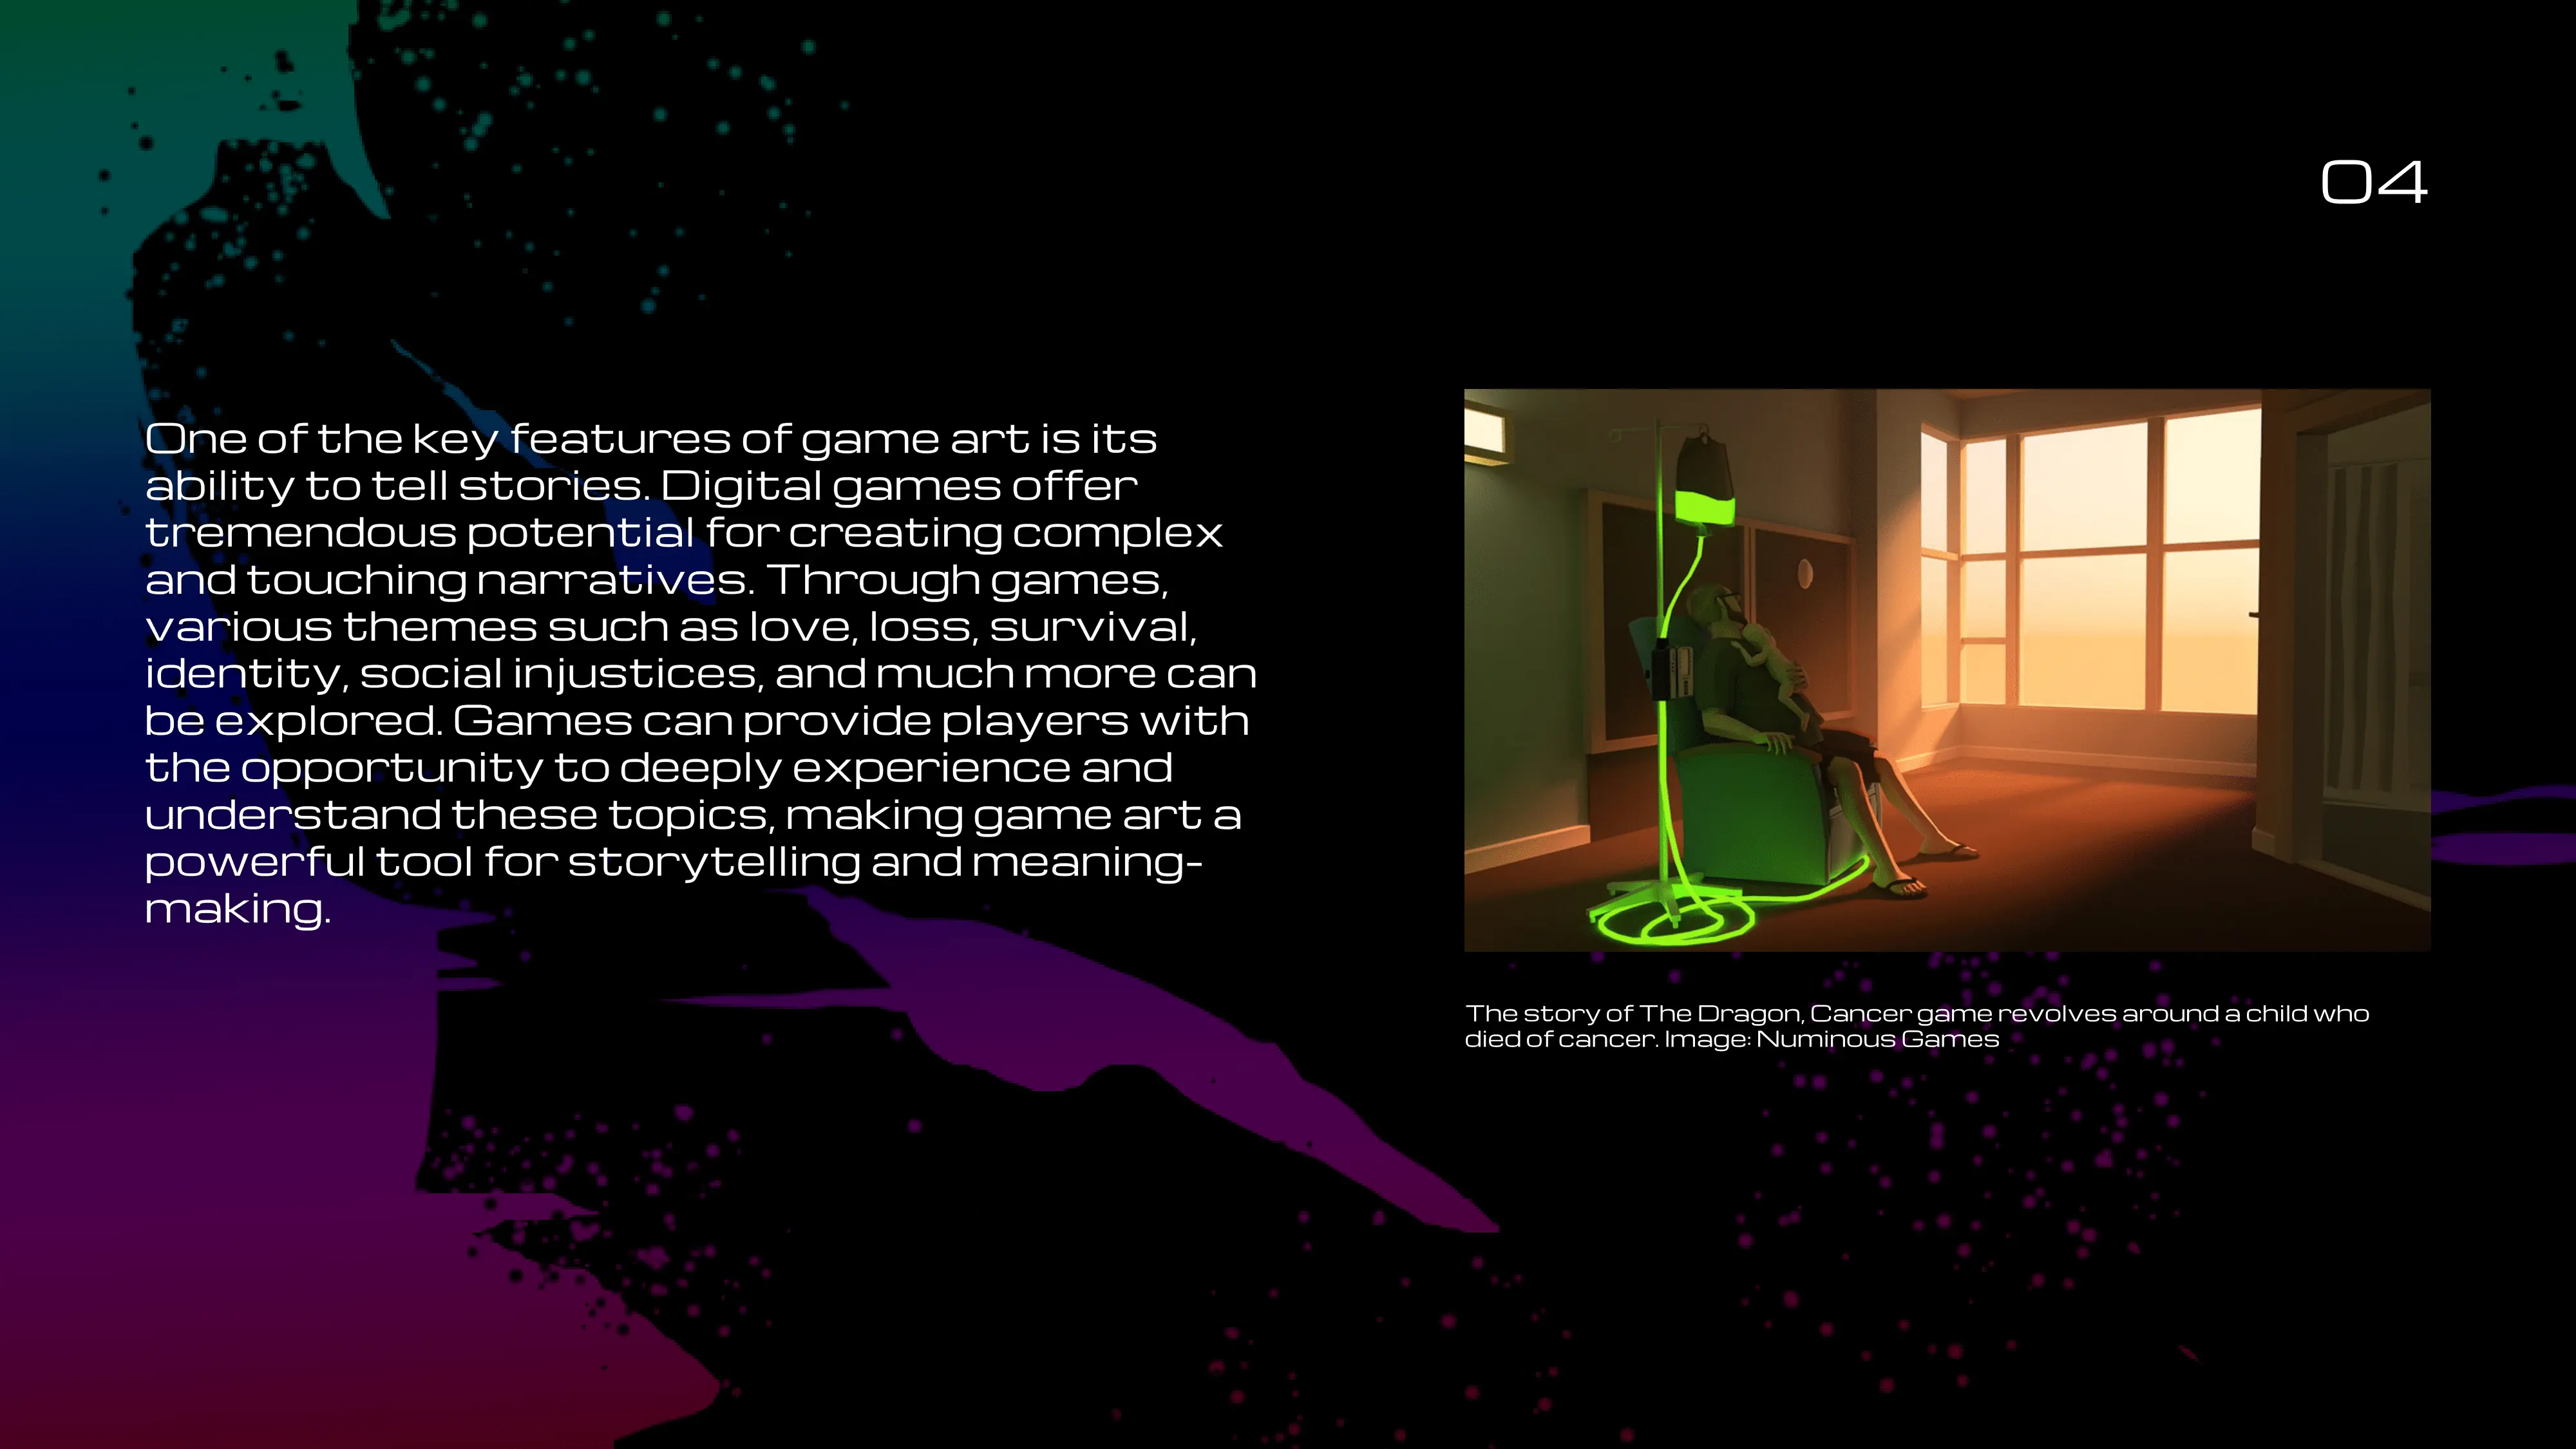 04
One of the key features of game art is its
ability to tell stories. Digital games offer
tremendous potential for creating complex
and touching narratives. Through games,
various themes such as love, loss, survival,
identity, social injustices, and much more can
be explored. Games can provide players with
the opportunity to deeply experience and
understand these topics, making game art a
powerful tool for storytelling and meaning-
making.
The story of The Dragon, Cancer game revolves around a child who
died of cancer. Image: Numinous Games